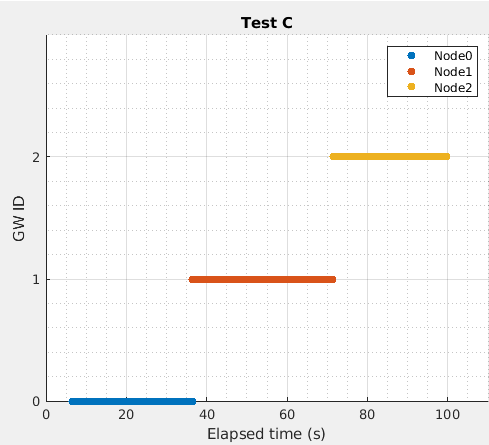 Test C
Node0
Node1
Node2
GW ID
2
1
0
0 20 40 60 80 100
Elapsed time (s)